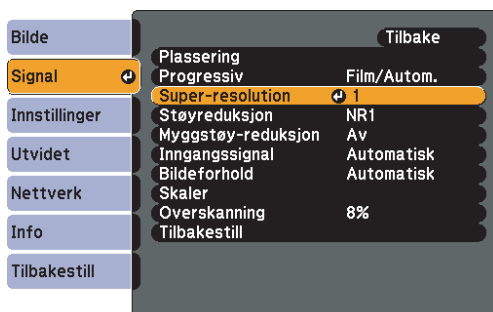 Bilde
Signal
Innstillinger
Utvidet
Nettverk
Info
Tilbakestill
Tilbake
Plassering
Progressiv Film/Autom.
Super-resolution 1
Støyreduksjon NR1
Myggstøy-reduksjon Av
Inngangssignal Automatisk
Bildeforhold Automatisk
Skaler
Overskanning 8%
Tilbakestill